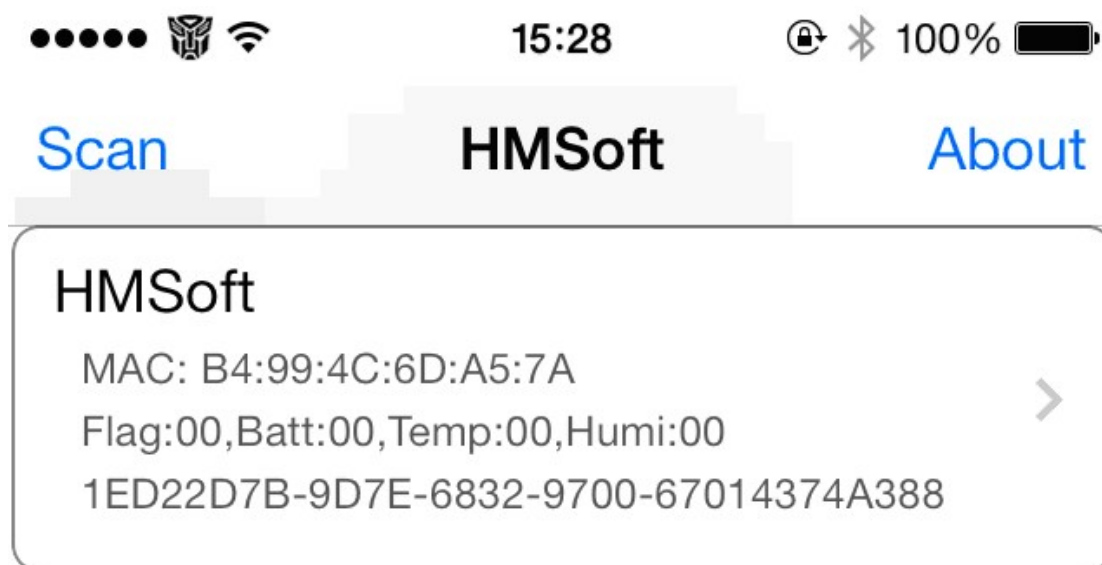 15:28 100%
Scan HMSoft About
HMSoft
MAC: B4:99:4C:6D:A5:7A
Flag:00,Batt:00,Temp:00,Humi:00
1ED22D7B-9D7E-6832-9700-67014374A388